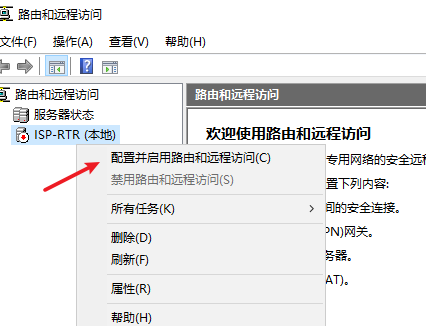 路由和远程访问
文件(F) 操作(A) 查看(V) 帮助(H)
路由和远程访问
服务器状态
ISP-RTR (本地)
路由和远程访问
欢迎使用路由和远程访问
配置并启用路由和远程访问(C)
禁用路由和远程访问(S)
所有任务(K)
删除(D)
刷新(F)
属性(R)
帮助(H)
专用网络的安全远程
置下列内容:
间的安全连接。
PN)网关。
务器。
AT)。